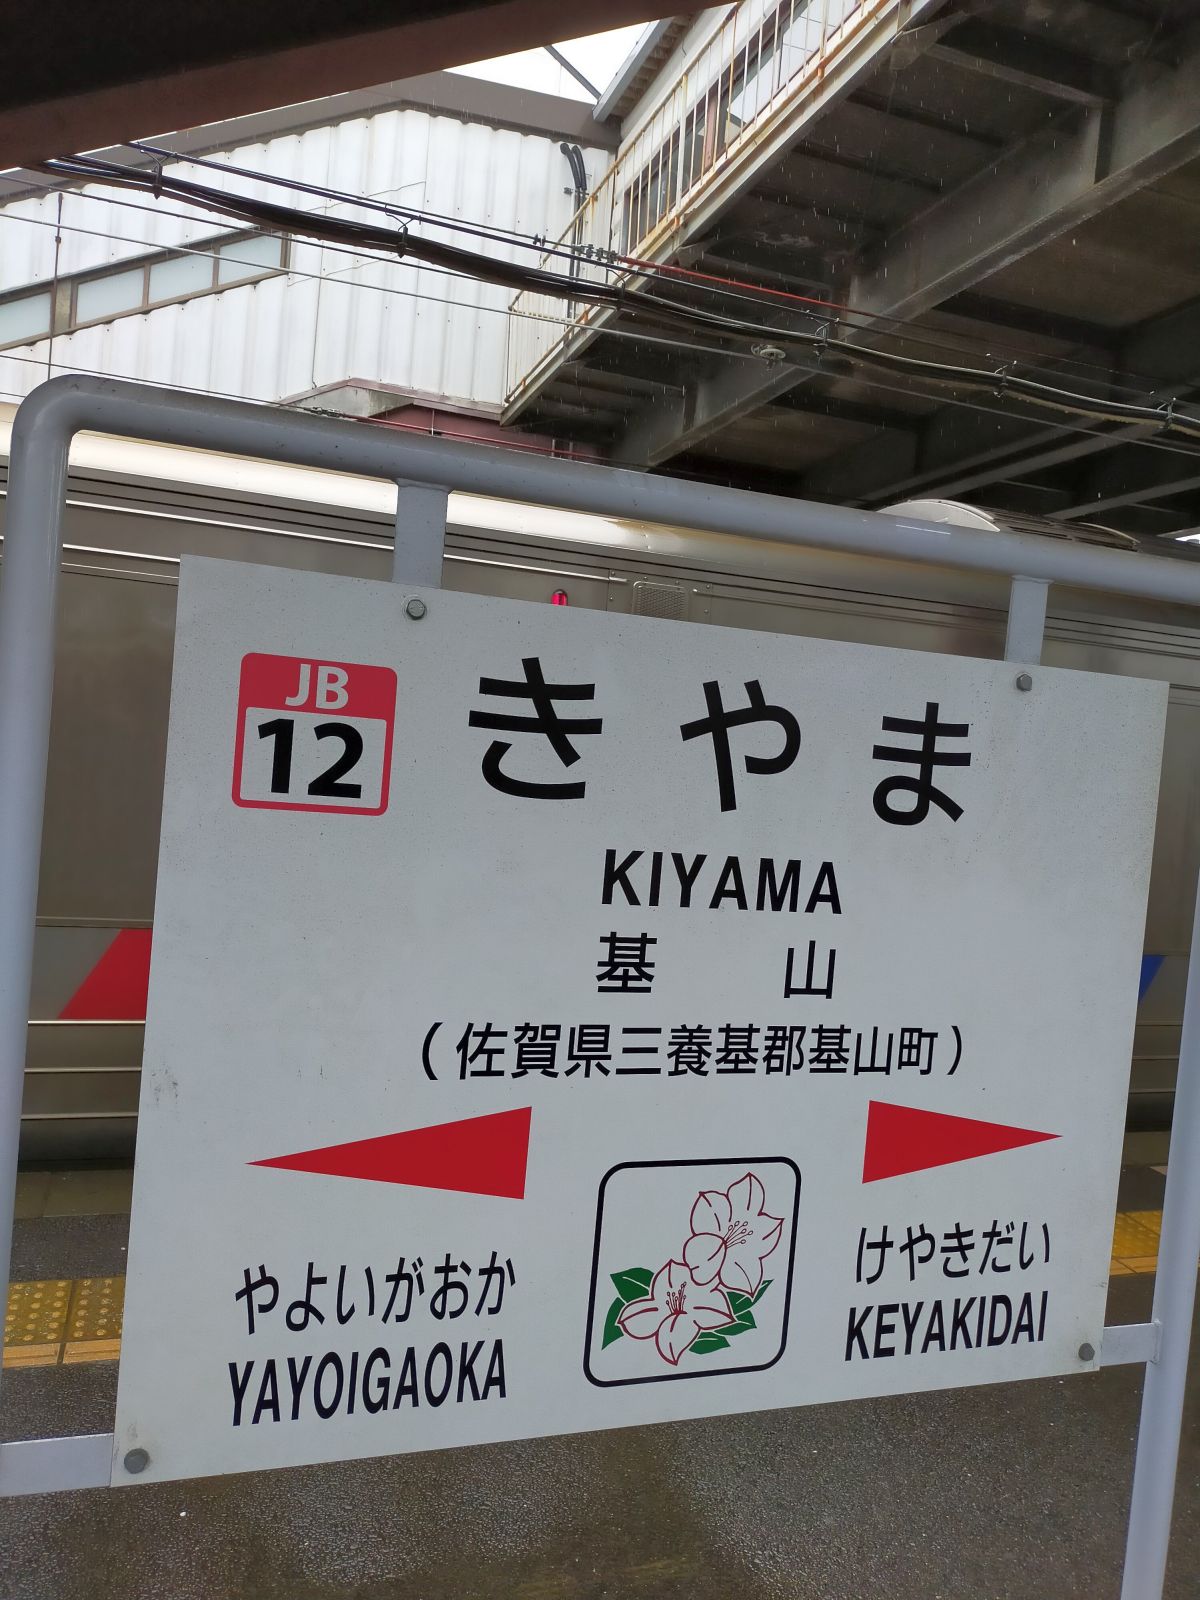 JB
12
きやま
KIYAMA
基山
（佐賀県三養基郡基山町）
やよいがおか
YAYOIGAOKA
けやきだい
KEYAKIDAI